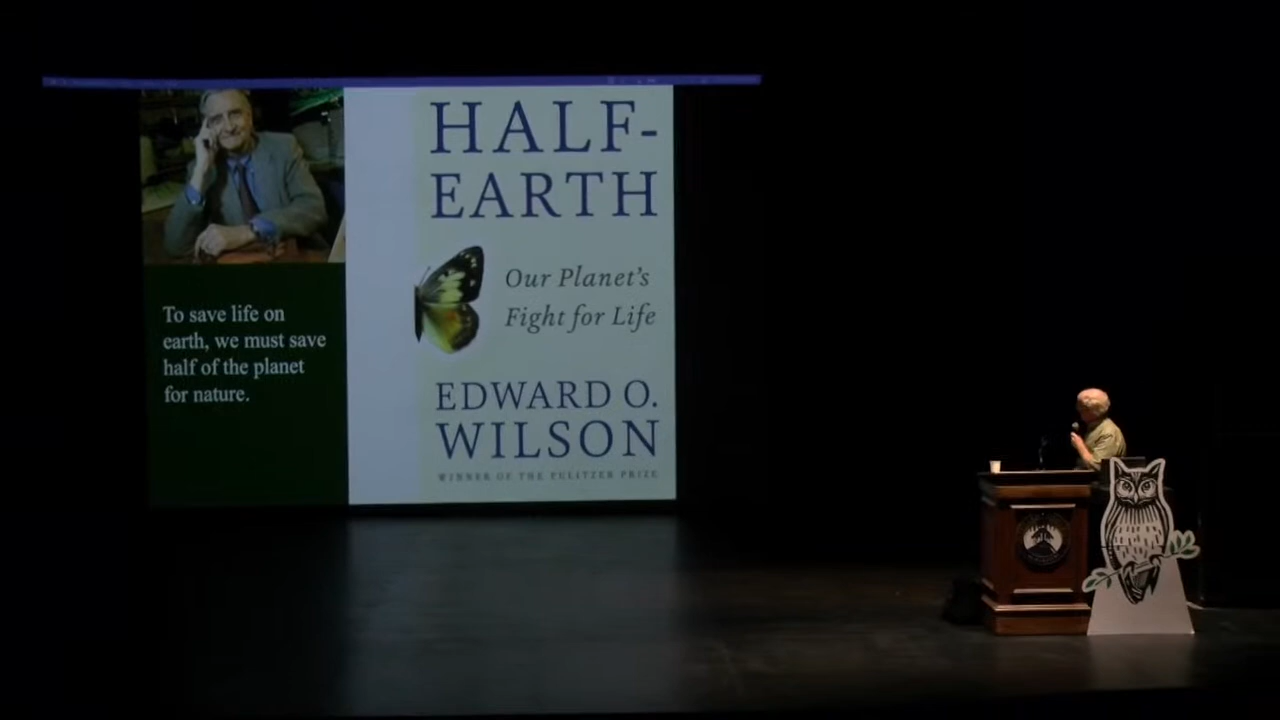 To save life on
earth, we must save
half of the planet
for nature.
HALF-
EARTH
Our Planet's
Fight for Life
EDWARD O.
WILSON
WINNER OF THE PULITZER PRIZE